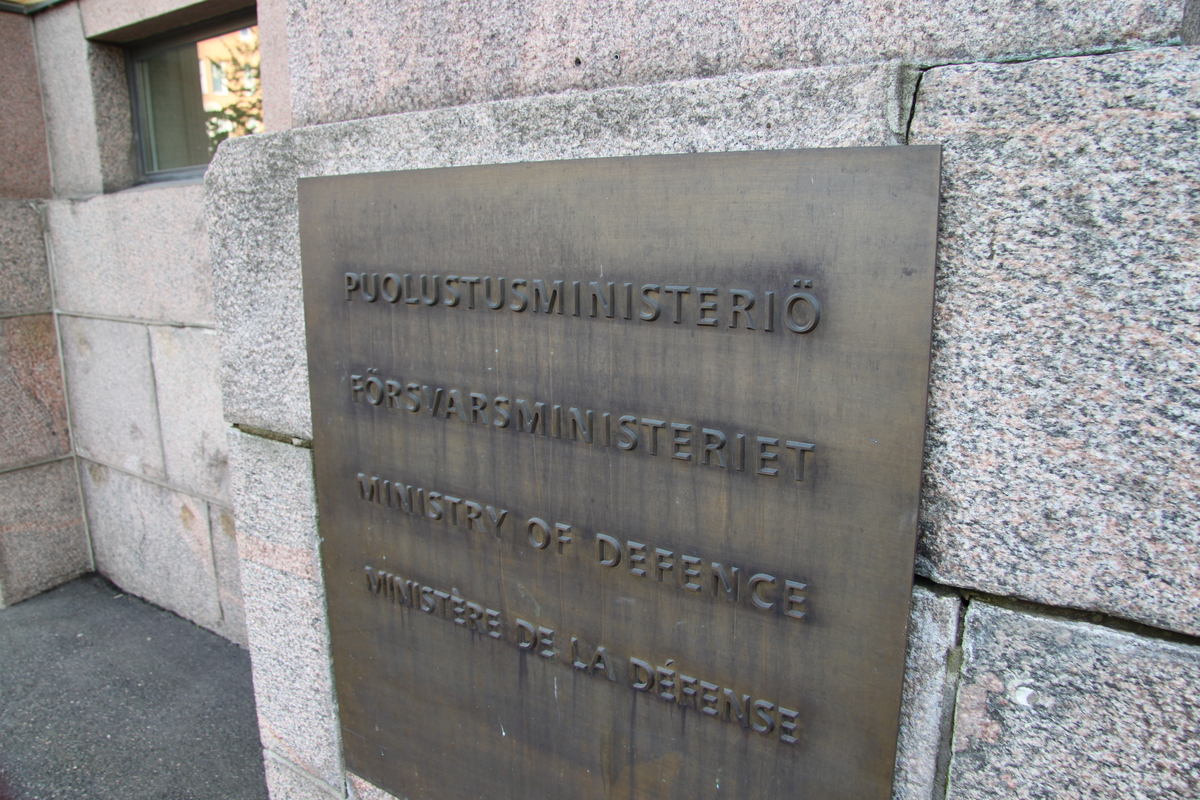 PUOLUSTUSMINISTERIÖ
FÖRSVARSMINISTERIET
MINISTRY OF DEFENCE
MINISTÈRE DE LA DÉFENSE